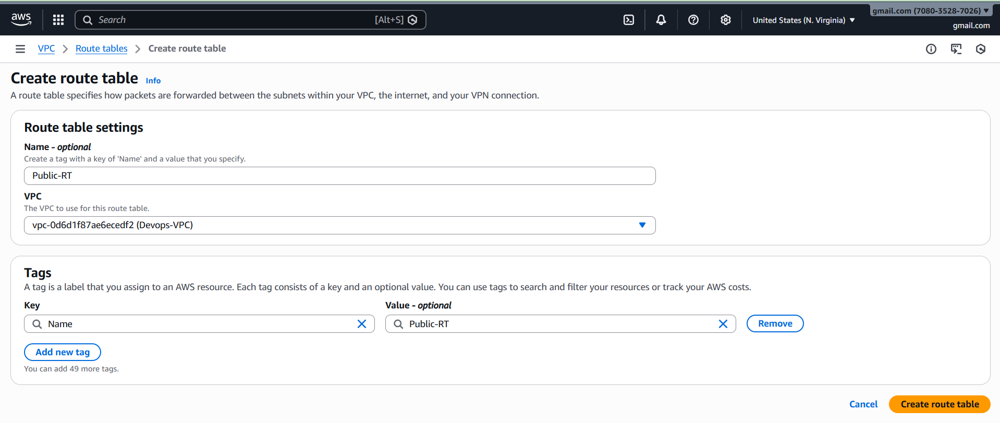 aws
Search [Alt+S]
United States (N. Virginia)
gmail.com (7080-3528-7026)
gmail.com
VPC
Route tables
Create route table
Create route table Info
A route table specifies how packets are forwarded between the subnets within your VPC, the internet, and your VPN connection.
Route table settings
Name - optional
Create a tag with a key of 'Name' and a value that you specify.
Public-RT
VPC
The VPC to use for this route table.
vpc-0d6d1f87ae6ecedf2 (Devops-VPC)
Tags
A tag is a label that you assign to an AWS resource. Each tag consists of a key and an optional value. You can use tags to search and filter your resources or track your AWS costs.
Key
Value - optional
Name
Public-RT
Remove
Add new tag
You can add 49 more tags.
Cancel
Create route table